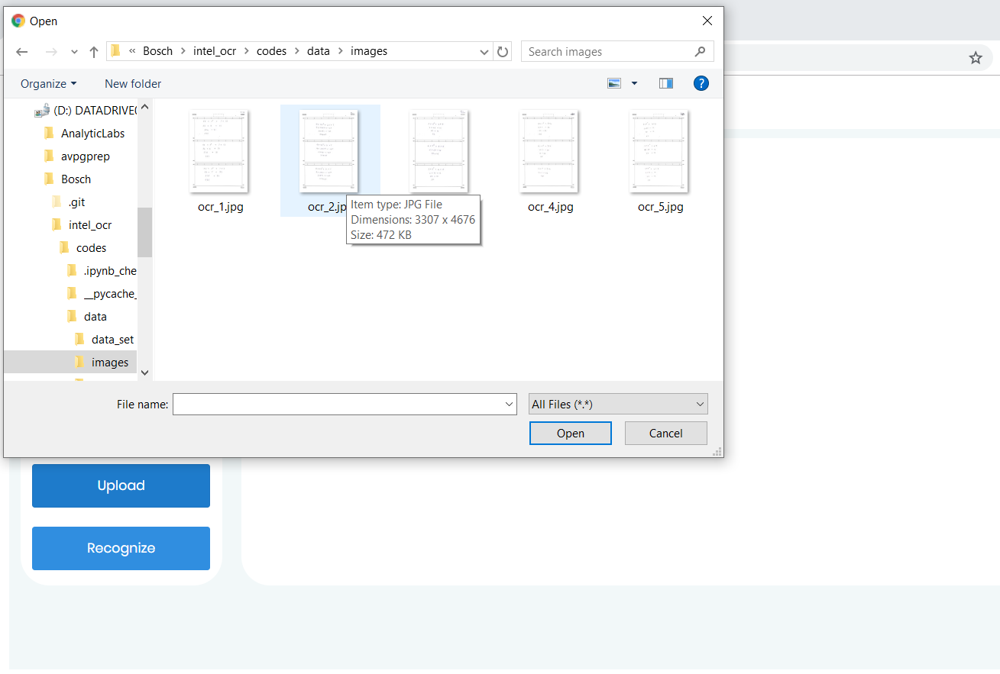 Open
« Bosch > intel_ocr > codes > data > images
Search images
Organize
New folder
?
(D:) DATADRIVE(
AnalyticLabs
avpgprep
Bosch
.git
intel_ocr
codes
.ipynb_che
__pycache_
data
data_set
images
ocr_1.jpg
ocr_2.jp
ocr_4.jpg
ocr_5.jpg
Item type: JPG File
Dimensions: 3307 x 4676
Size: 472 KB
File name:
All Files (*.*)
Open
Cancel
Upload
Recognize